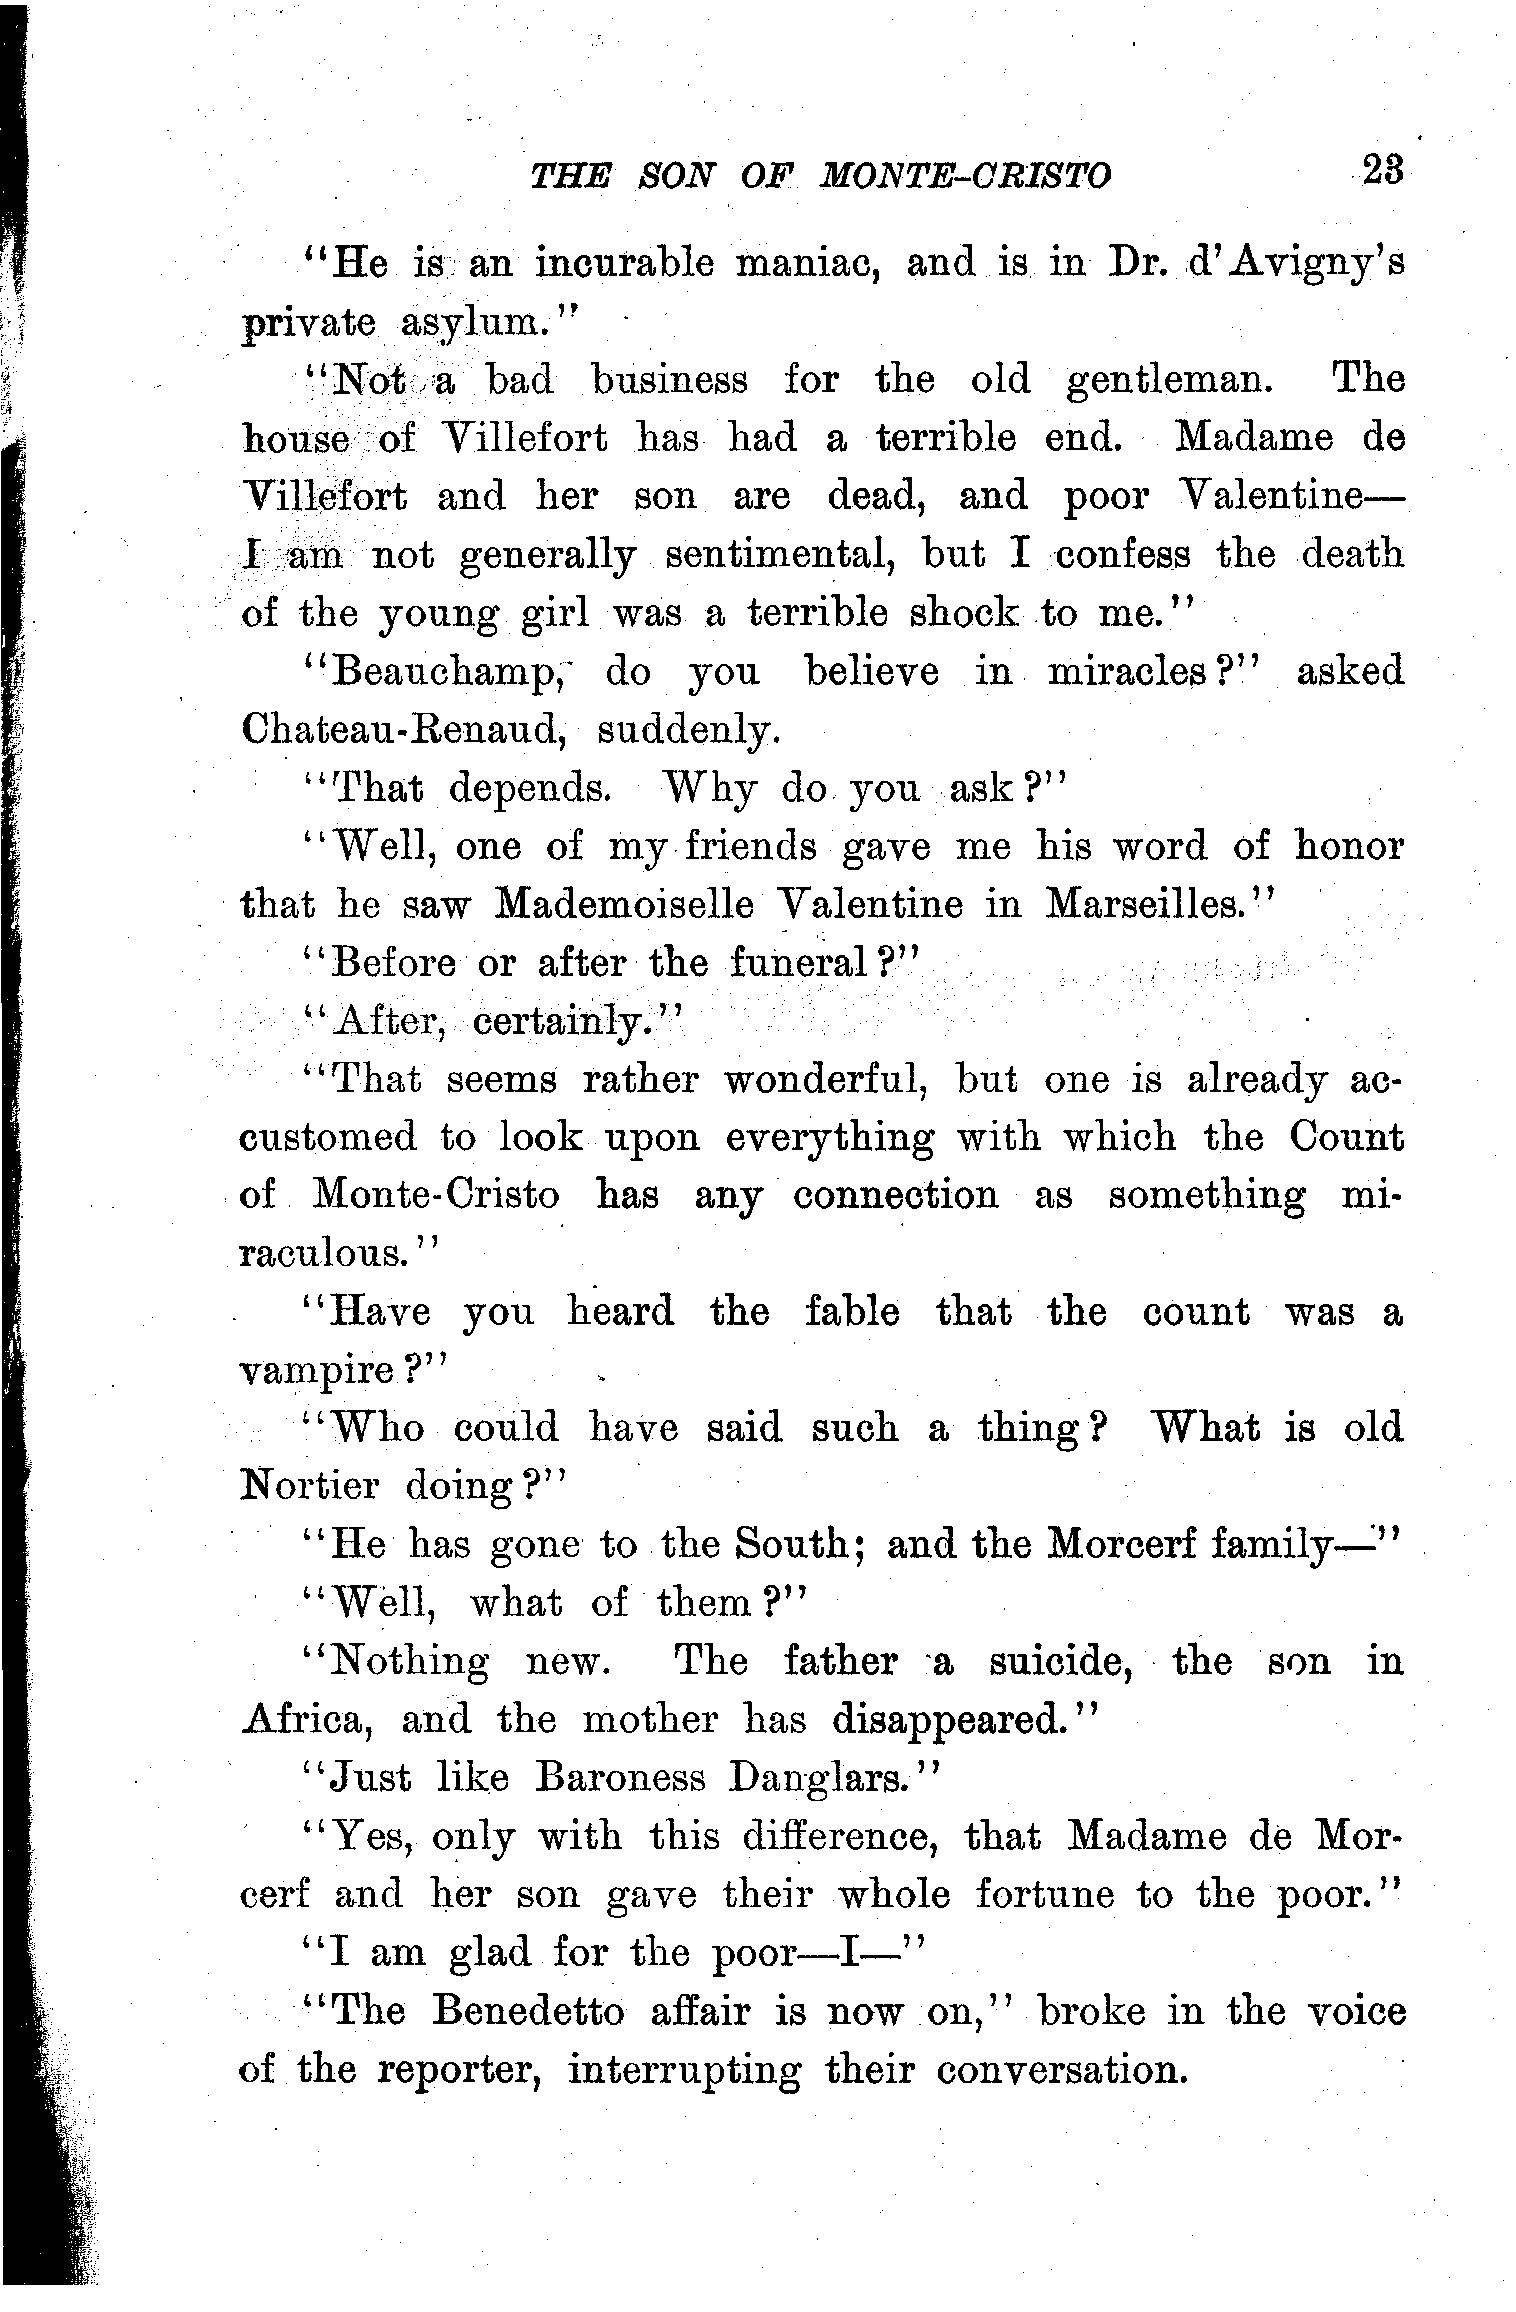 THE SON OF MONTE-CRISTO 23
"He is an incurable maniac, and is in Dr. d'Avigny's
private asylum."
"Not a bad business for the old gentleman. The
house of Villefort has had a terrible end. Madame de
Villefort and her son are dead, and poor Valentine—
I am not generally sentimental, but I confess the death
of the young girl was a terrible shock to me."
"Beauchamp, do you believe in miracles?" asked
Chateau-Renaud, suddenly.
"That depends. Why do you ask?"
"Well, one of my friends gave me his word of honor
that he saw Mademoiselle Valentine in Marseilles."
"Before or after the funeral?"
"After, certainly."
"That seems rather wonderful, but one is already ac-
customed to look upon everything with which the Count
of Monte-Cristo has any connection as something mi-
raculous."
"Have you heard the fable that the count was a
vampire?"
"Who could have said such a thing? What is old
Nortier doing?"
"He has gone to the South; and the Morcerf family—"
"Well, what of them?"
"Nothing new. The father a suicide, the son in
Africa, and the mother has disappeared."
"Just like Baroness Danglars."
"Yes, only with this difference, that Madame de Mor-
cerf and her son gave their whole fortune to the poor."
"I am glad for the poor—I—"
"The Benedetto affair is now on," broke in the voice
of the reporter, interrupting their conversation.